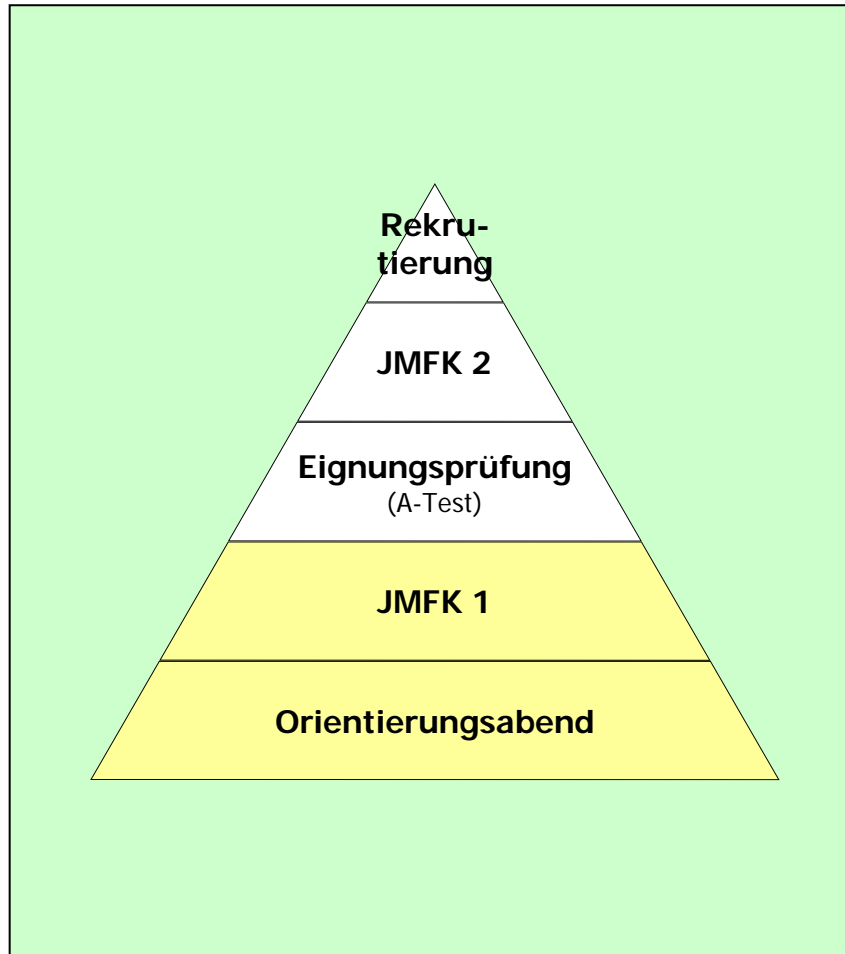 Rekru-
tierung
JMFK 2
Eignungsprüfung
(A-Test)
JMFK 1
Orientierungsabend